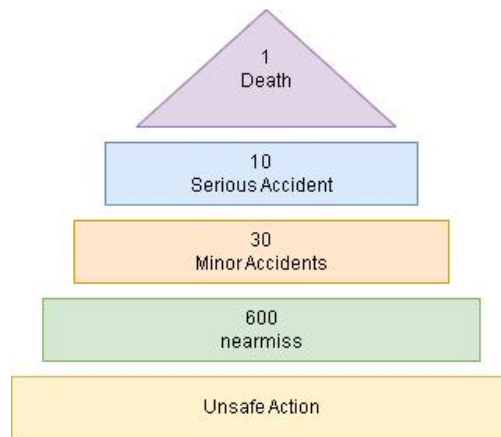 1
Death
10
Serious Accident
30
Minor Accidents
600
nearmiss
Unsafe Action